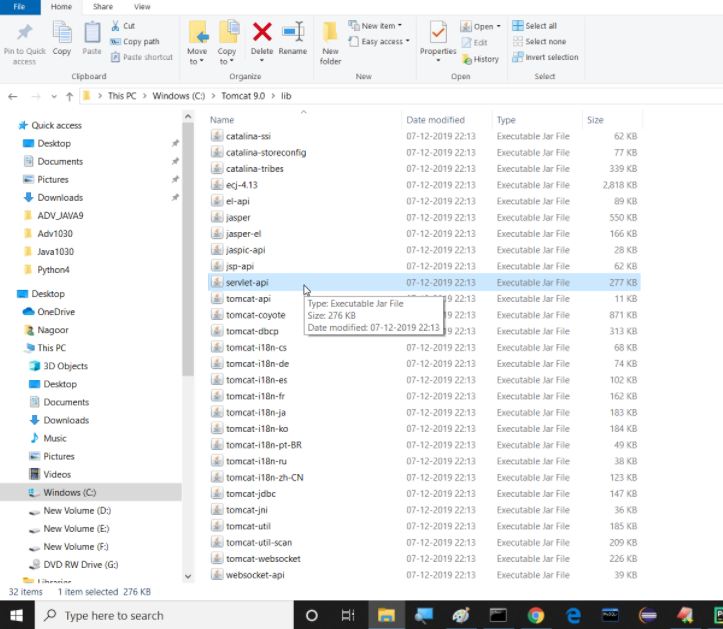 File Home Share View
Pin to Quick access
Copy
Paste
Cut
Copy path
Paste shortcut
Clipboard
Move to
Copy to
Delete
Rename
Organize
New folder
New item
Easy access
New
Properties
Open
Edit
History
Open
Select all
Select none
Invert selection
Select
> This PC > Windows (C:) > Tomcat 9.0 > lib
Quick access
Desktop
Documents
Pictures
Downloads
ADV_JAVA9
Adv1030
Java1030
Python4
Desktop
OneDrive
Nagoor
This PC
3D Objects
Desktop
Documents
Downloads
Music
Pictures
Videos
Windows (C:)
New Volume (D:)
New Volume (E:)
New Volume (F:)
DVD RW Drive (G:)
Libraries
Name Date modified Type Size
catalina-ssi 07-12-2019 22:13 Executable Jar File 62 KB
catalina-storeconfig 07-12-2019 22:13 Executable Jar File 77 KB
catalina-tribes 07-12-2019 22:13 Executable Jar File 339 KB
ecj-4.13 07-12-2019 22:13 Executable Jar File 2,818 KB
el-api 07-12-2019 22:13 Executable Jar File 89 KB
jasper 07-12-2019 22:13 Executable Jar File 550 KB
jasper-el 07-12-2019 22:13 Executable Jar File 166 KB
jaspic-api 07-12-2019 22:13 Executable Jar File 28 KB
jsp-api 07-12-2019 22:13 Executable Jar File 62 KB
servlet-api 07-12-2019 22:13 Executable Jar File 277 KB
tomcat-api 07-12-2019 22:13 Executable Jar File 11 KB
tomcat-coyote Executable Jar File 871 KB
tomcat-dbcp Executable Jar File 313 KB
Type: Executable Jar File
Size: 276 KB
Date modified: 07-12-2019 22:13
tomcat-i18n-cs 07-12-2019 22:13 Executable Jar File 68 KB
tomcat-i18n-de 07-12-2019 22:13 Executable Jar File 74 KB
tomcat-i18n-es 07-12-2019 22:13 Executable Jar File 102 KB
tomcat-i18n-fr 07-12-2019 22:13 Executable Jar File 162 KB
tomcat-i18n-ja 07-12-2019 22:13 Executable Jar File 183 KB
tomcat-i18n-ko 07-12-2019 22:13 Executable Jar File 184 KB
tomcat-i18n-pt-BR 07-12-2019 22:13 Executable Jar File 49 KB
tomcat-i18n-ru 07-12-2019 22:13 Executable Jar File 38 KB
tomcat-i18n-zh-CN 07-12-2019 22:13 Executable Jar File 123 KB
tomcat-jdbc 07-12-2019 22:13 Executable Jar File 147 KB
tomcat-jni 07-12-2019 22:13 Executable Jar File 36 KB
tomcat-util 07-12-2019 22:13 Executable Jar File 185 KB
tomcat-util-scan 07-12-2019 22:13 Executable Jar File 209 KB
tomcat-websocket 07-12-2019 22:13 Executable Jar File 226 KB
websocket-api 07-12-2019 22:13 Executable Jar File 39 KB
32 items 1 item selected 276 KB
Type here to search